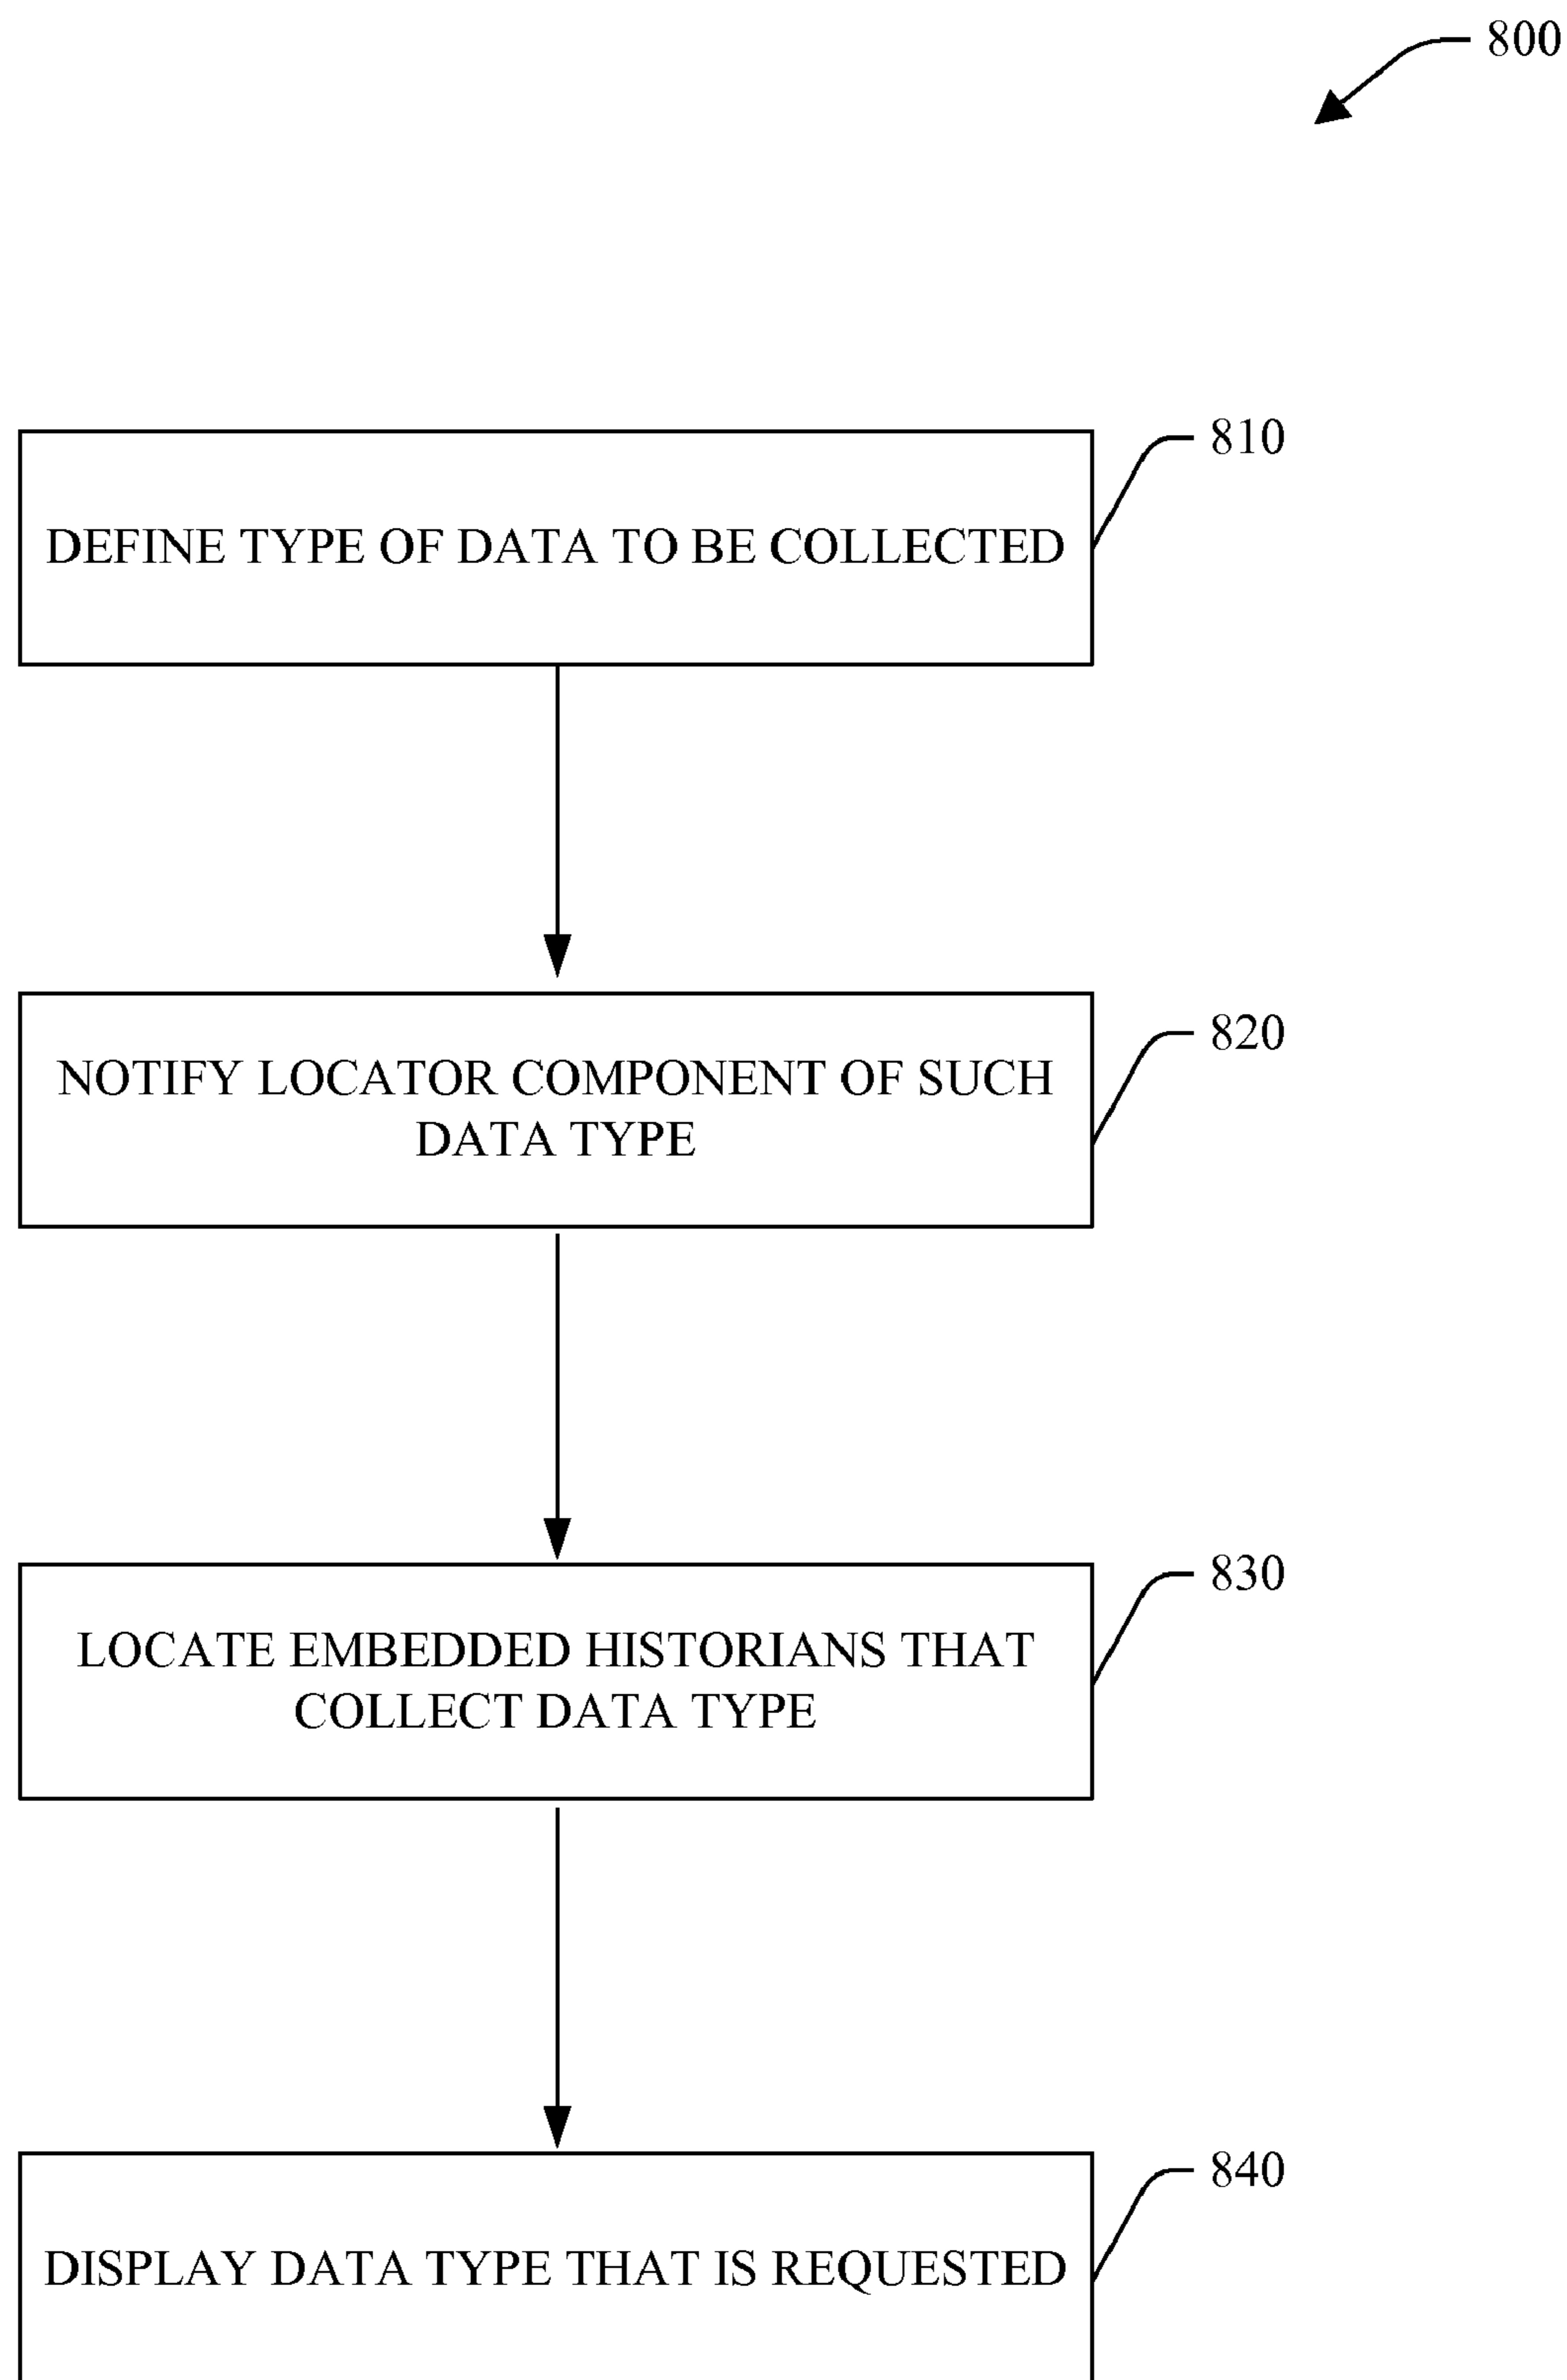 800
810
DEFINE TYPE OF DATA TO BE COLLECTED
820
NOTIFY LOCATOR COMPONENT OF SUCH
DATA TYPE
830
LOCATE EMBEDDED HISTORIANS THAT
COLLECT DATA TYPE
840
DISPLAY DATA TYPE THAT IS REQUESTED